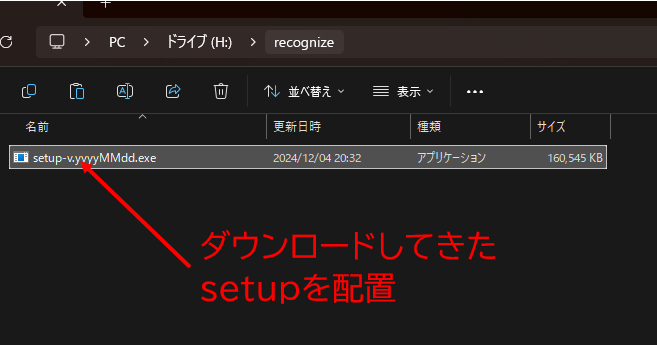 PC > ドライブ (H:) > recognize
並べ替え 表示
名前 更新日時 種類 サイズ
setup-v.yyyyMMdd.exe 2024/12/04 20:32 アプリケーション 160,545 KB
ダウンロードしてきた
setupを配置